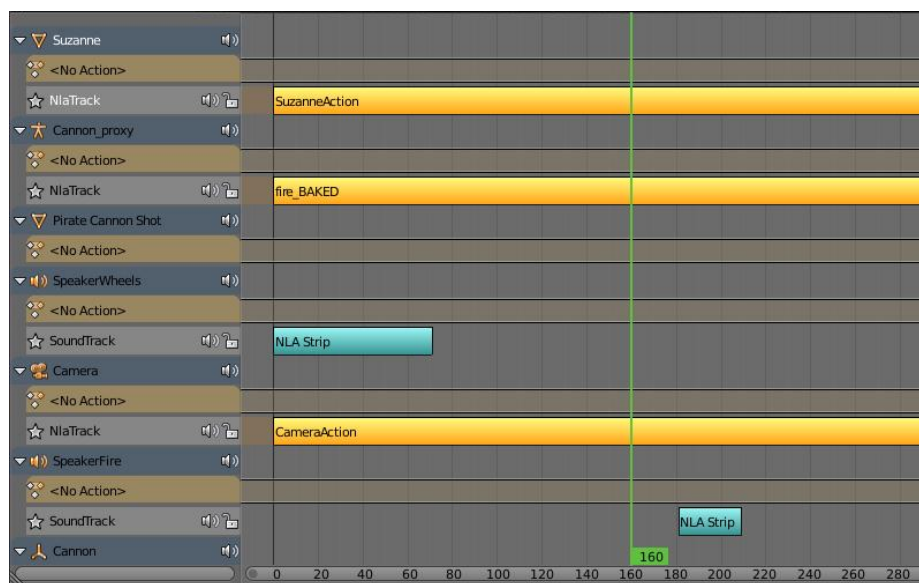 Suzanne
<No Action>
NlaTrack
SuzanneAction
Cannon_proxy
<No Action>
NlaTrack
fire_BAKED
Pirate Cannon Shot
<No Action>
SpeakerWheels
<No Action>
SoundTrack
NLA Strip
Camera
<No Action>
NlaTrack
CameraAction
SpeakerFire
<No Action>
SoundTrack
NLA Strip
Cannon
160
0 20 40 60 80 100 120 140 160 180 200 220 240 260 280